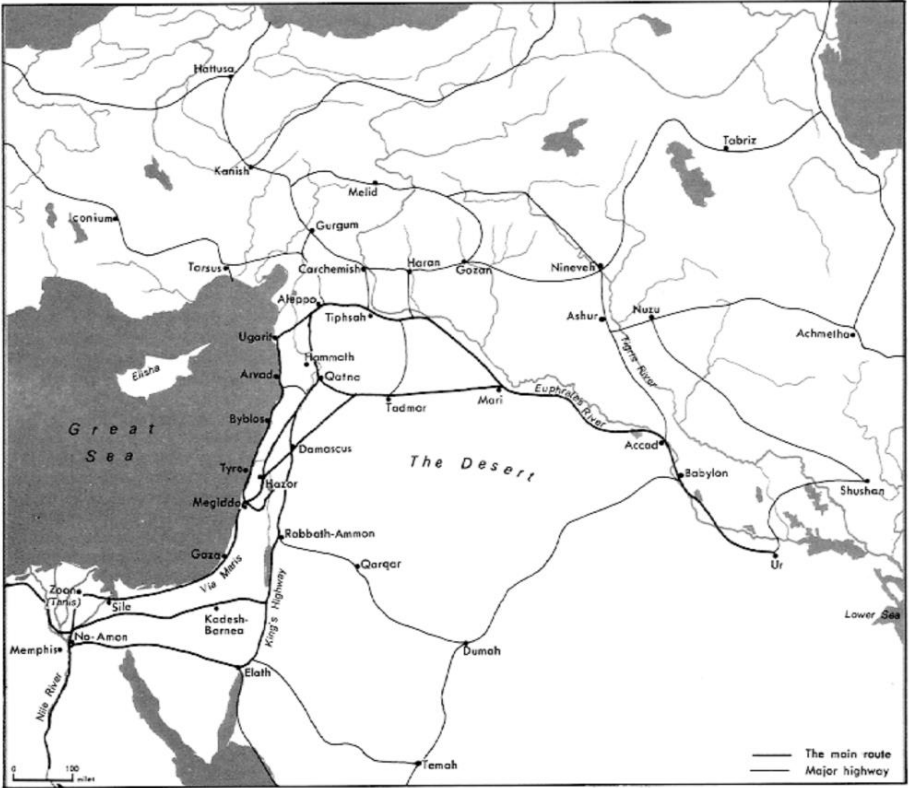 Hattusa
Tabriz
Kanish
Melid
Iconium
Gurgum
Tarsus
Carchemish
Haran
Gozan
Nineveh
Aleppo
Tiphsah
Ashur
Nuzu
Achmetha
Ugarit
Hammath
Tigris River
Elisha
Arvad
Qatna
Euphrates
River
Tadmor
Mari
Byblos
Great
Sea
Accad
Damascus
The Desert
Tyre
Hazor
Babylon
Shushan
Megiddo
Rabbath-Ammon
Gaza
Via Maris
Qarqar
Ur
Zoan
(Tanis)
Sile
King's Highway
Kadesh-
Barnea
Lower Sea
No-Amon
Memphis
Dumah
Elath
Nile River
Temah
The main route
Major highway
0 100
miles